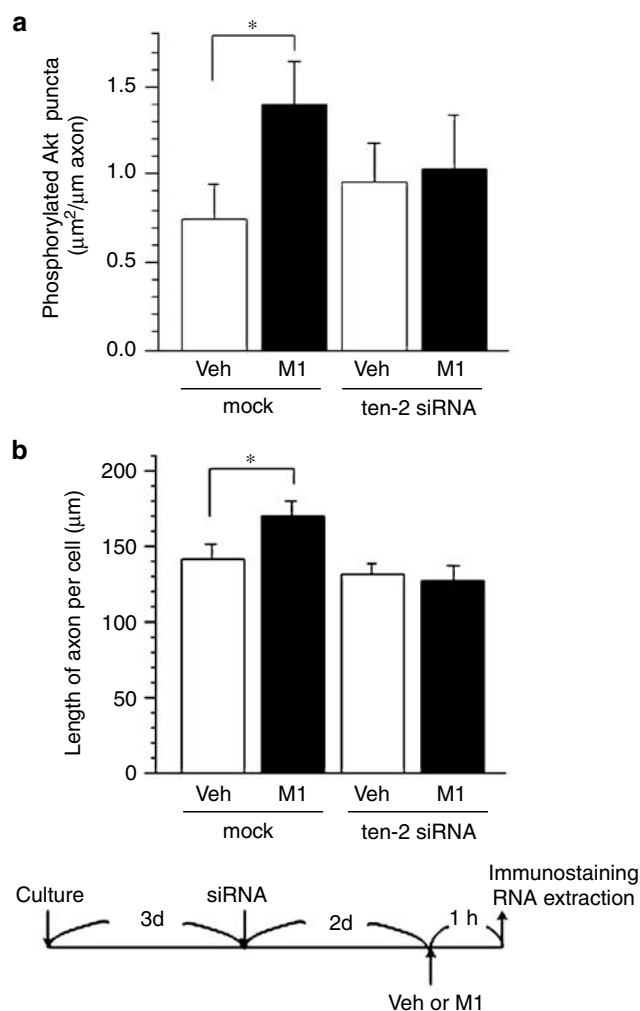 a
*
Phosphorylated Akt puncta
(μm²/μm axon)
1.5
1.0
0.5
0.0
Veh M1 Veh M1
mock ten-2 siRNA
b
*
Length of axon per cell (μm)
200
150
100
50
0
Veh M1 Veh M1
mock ten-2 siRNA
Immunostaining
Culture siRNA RNA extraction
3d 2d 1 h
Veh or M1